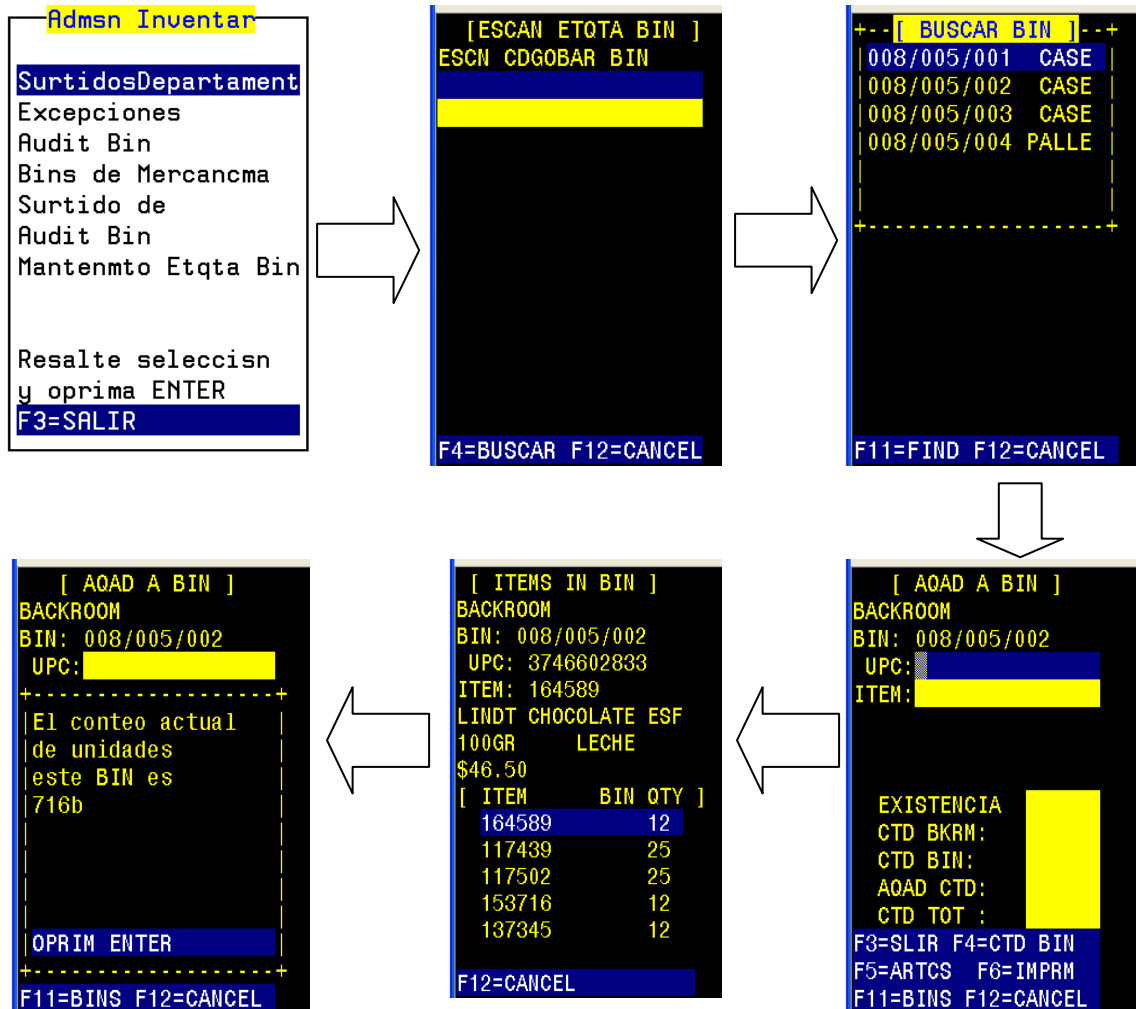 Admsn Inventar
SurtidosDepartament
Excepciones
Audit Bin
Bins de Mercancma
Surtido de
Audit Bin
Mantenmto Etqta Bin
Resalte seleccisn
y oprima ENTER
F3=SALIR
[ESCAN ETQTA BIN ]
ESCN CDGOBAR BIN
F4=BUSCAR F12=CANCEL
[ BUSCAR BIN ]
008/005/001 CASE
008/005/002 CASE
008/005/003 CASE
008/005/004 PALLE
F11=FIND F12=CANCEL
[ AQAD A BIN ]
BACKROOM
BIN: 008/005/002
UPC:
ITEM:
EXISTENCIA
CTD BKRM:
CTD BIN:
AQAD CTD:
CTD TOT :
F3=SLIR F4=CTD BIN
F5=ARTCS F6=IMPRM
F11=BINS F12=CANCEL
[ ITEMS IN BIN ]
BACKROOM
BIN: 008/005/002
UPC: 3746602833
ITEM: 164589
LINDT CHOCOLATE ESF
100GR LECHE
$46.50
[ ITEM BIN QTY ]
164589 12
117439 25
117502 25
153716 12
137345 12
F12=CANCEL
[ AQAD A BIN ]
BACKROOM
BIN: 008/005/002
UPC:
El conteo actual
de unidades
este BIN es
716b
OPRIM ENTER
F11=BINS F12=CANCEL